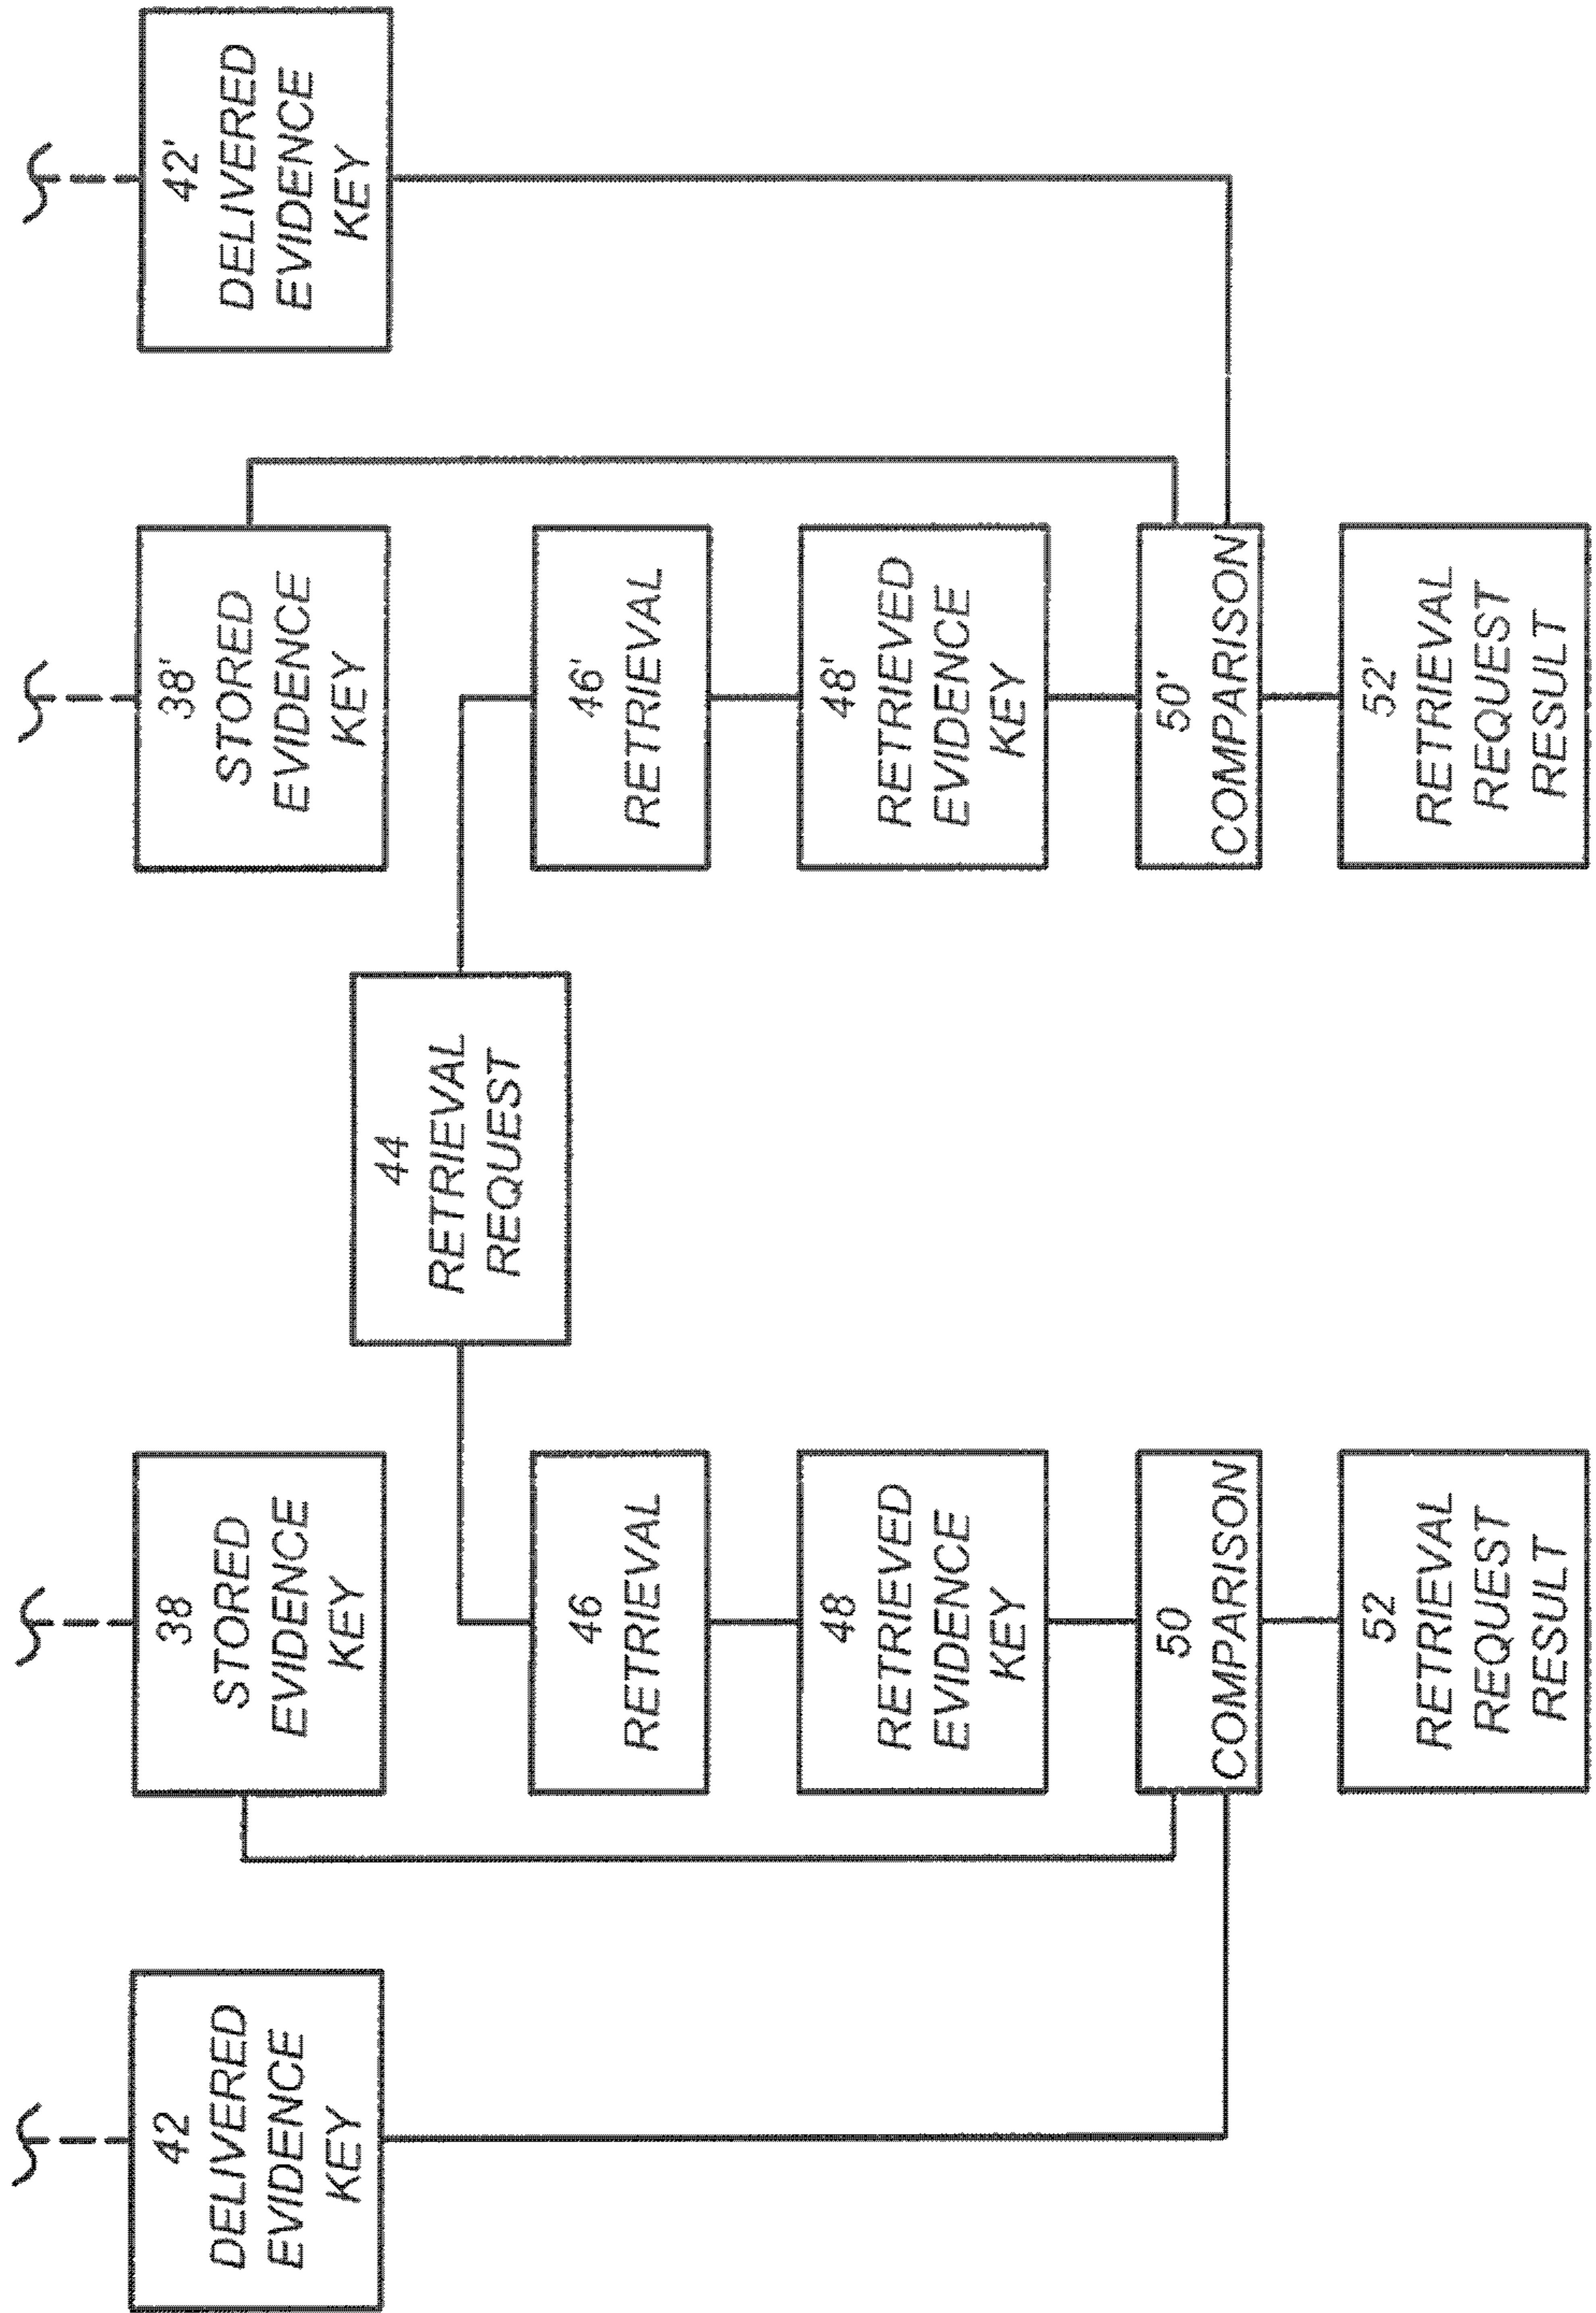 42
DELIVERED
EVIDENCE
KEY
38
STORED
EVIDENCE
KEY
44
RETRIEVAL
REQUEST
38'
STORED
EVIDENCE
KEY
42'
DELIVERED
EVIDENCE
KEY
46
RETRIEVAL
46'
RETRIEVAL
48
RETRIEVED
EVIDENCE
KEY
48'
RETRIEVED
EVIDENCE
KEY
50
COMPARISON
50'
COMPARISON
52
RETRIEVAL
REQUEST
RESULT
52'
RETRIEVAL
REQUEST
RESULT